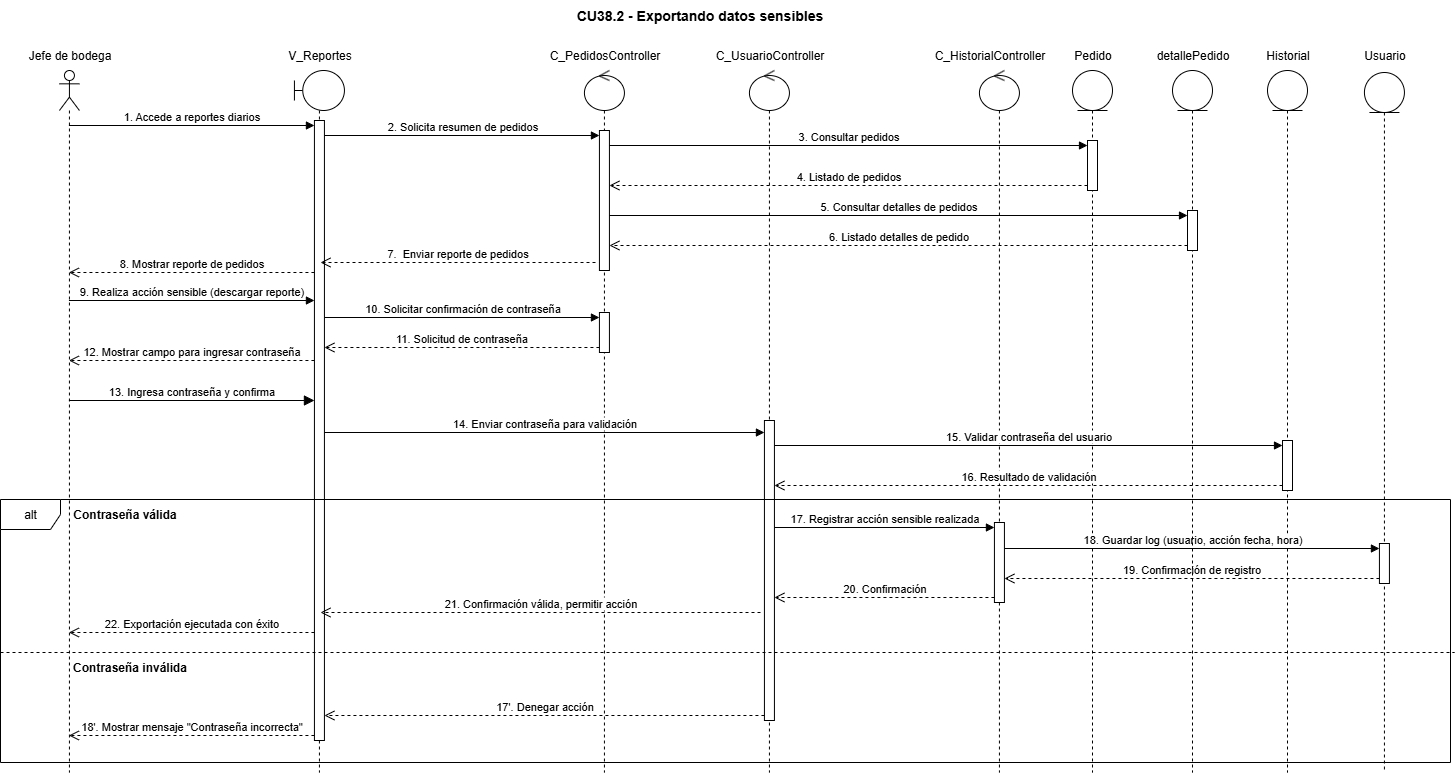 CU38.2 - Exportando datos sensibles
Jefe de bodega
V_Reportes
C_PedidosController
C_UsuarioController
C_HistorialController
Pedido
detallePedido
Historial
Usuario
1. Accede a reportes diarios
2. Solicita resumen de pedidos
3. Consultar pedidos
4. Listado de pedidos
5. Consultar detalles de pedidos
6. Listado detalles de pedido
7. Enviar reporte de pedidos
8. Mostrar reporte de pedidos
9. Realiza acción sensible (descargar reporte)
10. Solicitar confirmación de contraseña
11. Solicitud de contraseña
12. Mostrar campo para ingresar contraseña
13. Ingresa contraseña y confirma
14. Enviar contraseña para validación
15. Validar contraseña del usuario
16. Resultado de validación
alt
Contraseña válida
17. Registrar acción sensible realizada
18. Guardar log (usuario, acción fecha, hora)
19. Confirmación de registro
20. Confirmación
21. Confirmación válida, permitir acción
22. Exportación ejecutada con éxito
Contraseña inválida
17'. Denegar acción
18'. Mostrar mensaje "Contraseña incorrecta"